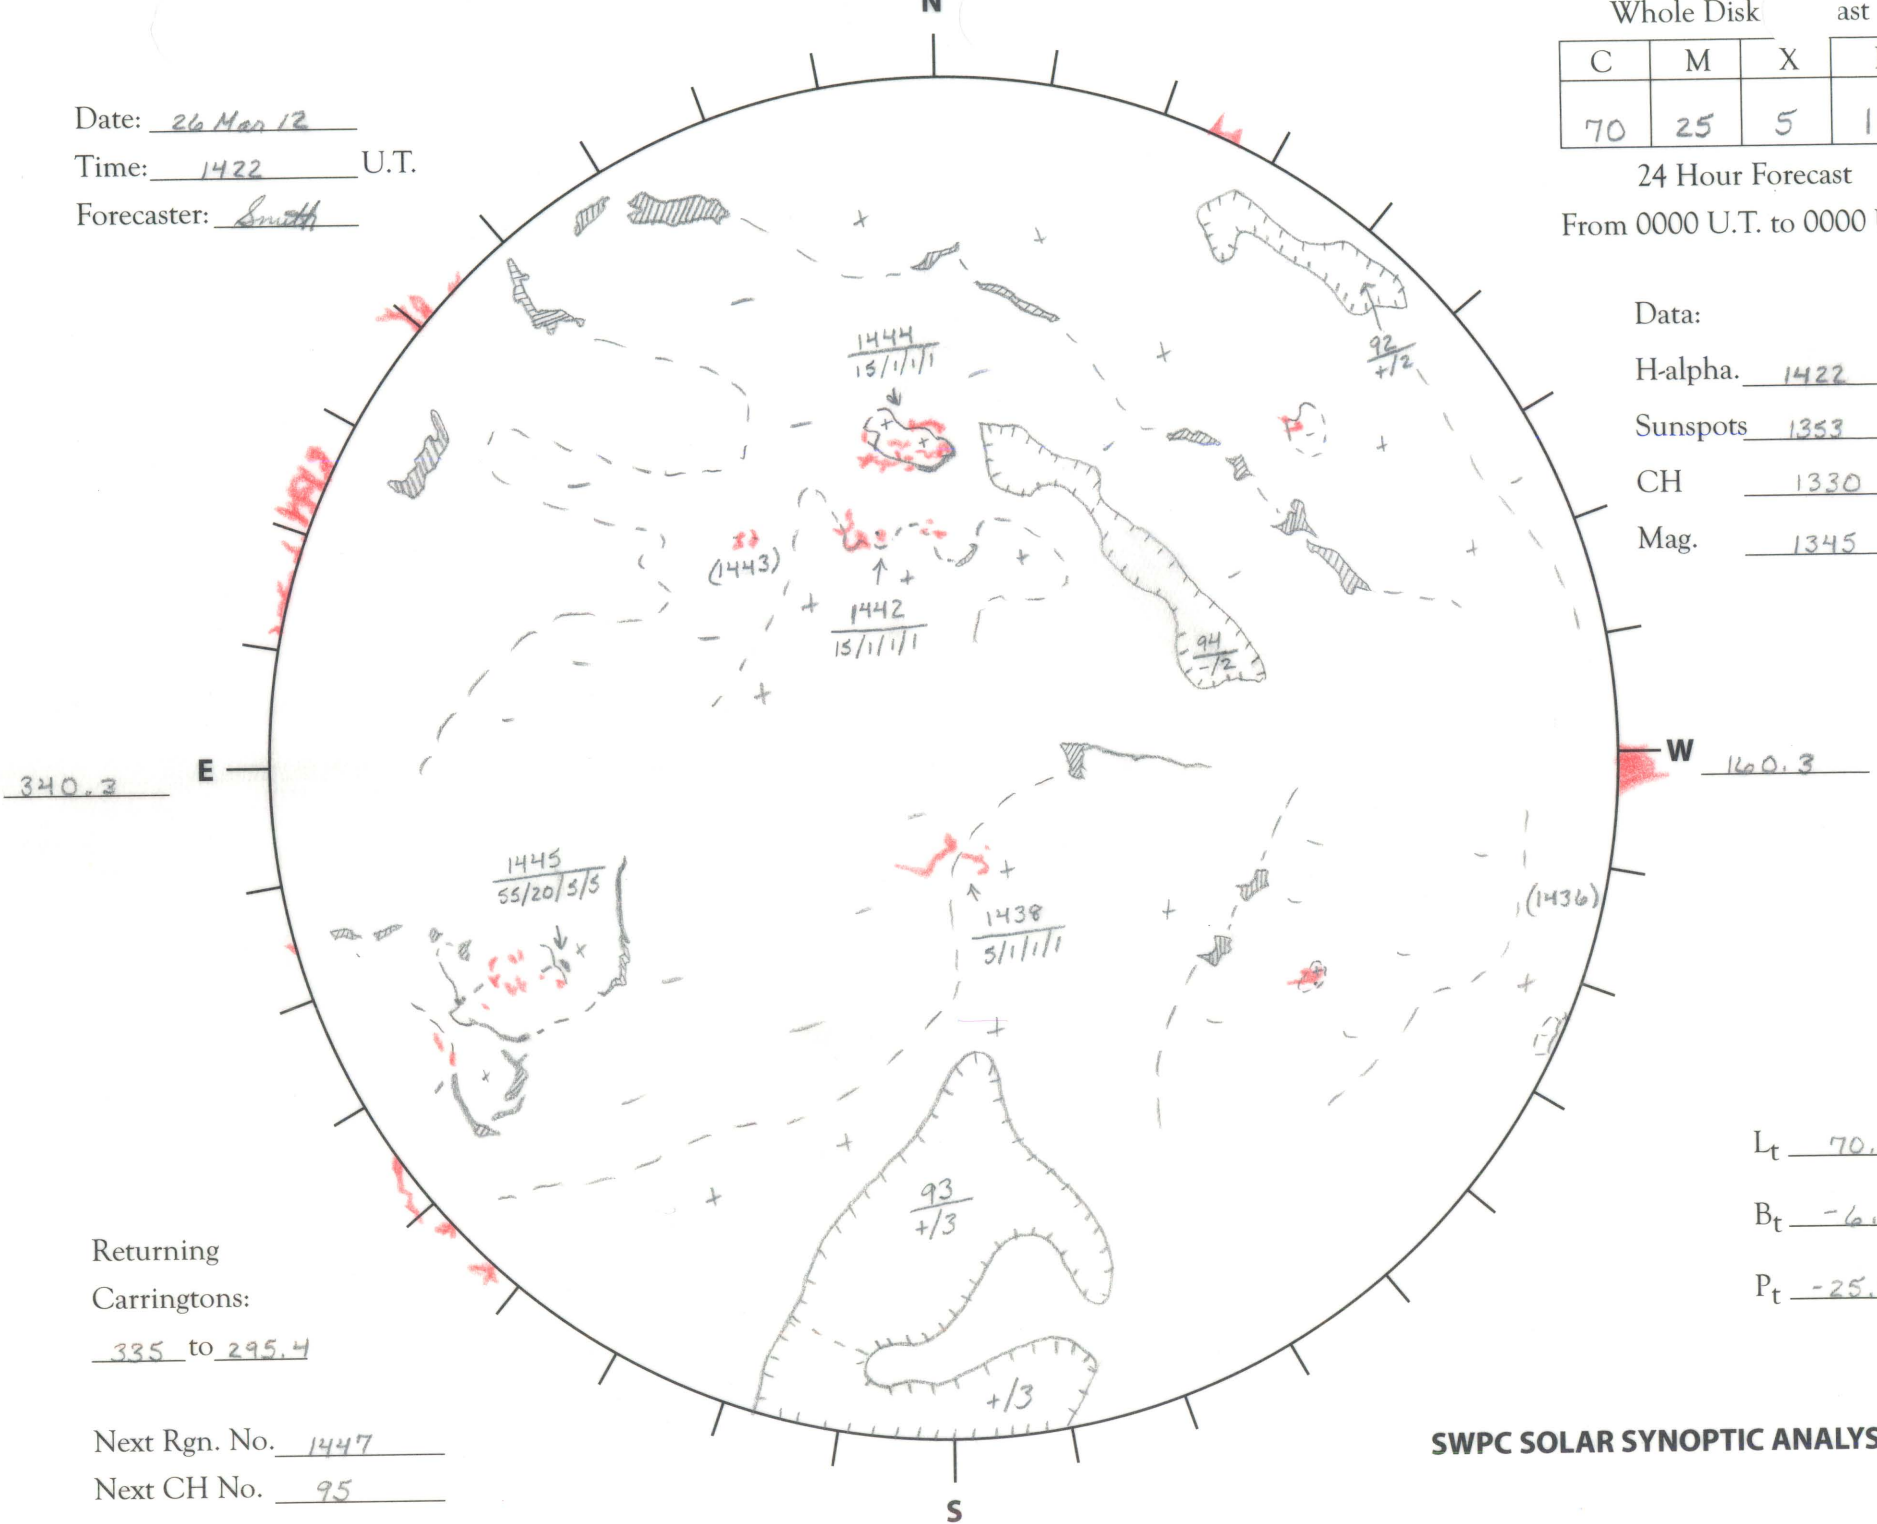 N
Whole Disk ast
C M X
70 25 5 1
24 Hour Forecast
From 0000 U.T. to 0000
Date: 26 Mar 12
Time: 1422 U.T.
Forecaster: Smith
Data:
H-alpha. 1422
Sunspots 1353
CH 1330
Mag. 1345
1444
15/1/1/1
92
+/2
(1443)
1442
15/1/1/1
94
-/2
340.3 E
W 160.3
1445
55/20/5/5
1438
5/1/1/1
(1436)
93
+/3
+/3
Lt 70.
Bt -6.
Pt -25.
Returning
Carringtons:
335 to 295.4
Next Rgn. No. 1447
Next CH No. 95
SWPC SOLAR SYNOPTIC ANALYS
S